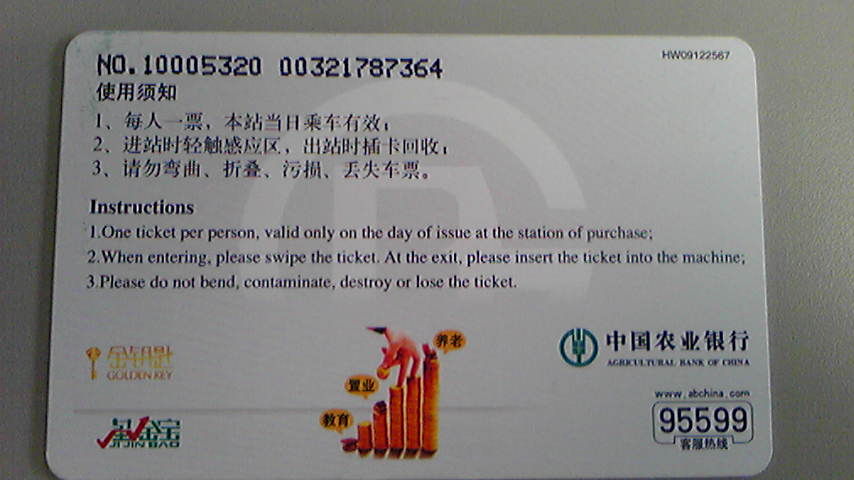 NO.10005320 00321787364
HW09122567
使用须知
1、每人一票，本站当日乘车有效；
2、进站时轻触感应区，出站时插卡回收；
3、请勿弯曲、折叠、污损、丢失车票。
Instructions
1.One ticket per person, valid only on the day of issue at the station of purchase;
2.When entering, please swipe the ticket. At the exit, please insert the ticket into the machine;
3.Please do not bend, contaminate, destroy or lose the ticket.
金钥匙
GOLDEN KEY
养老
置业
教育
中国农业银行
AGRICULTURAL BANK OF CHINA
基金宝
JIJIN BAO
www.abchina.com
95599
客服热线